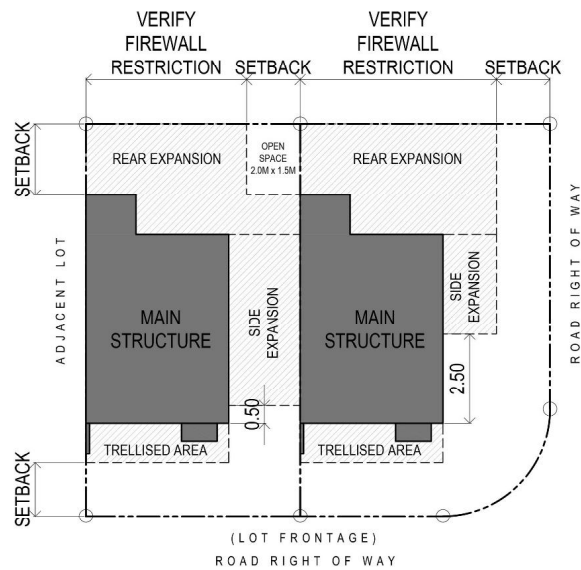 VERIFY
FIREWALL
RESTRICTION
SETBACK
VERIFY
FIREWALL
RESTRICTION
SETBACK
SETBACK
REAR EXPANSION
OPEN
SPACE
2.0M x 1.5M
REAR EXPANSION
ADJACENT LOT
MAIN
STRUCTURE
SIDE
EXPANSION
MAIN
STRUCTURE
SIDE
EXPANSION
ROAD RIGHT OF WAY
0.50
2.50
TRELLISED AREA
TRELLISED AREA
SETBACK
(LOT FRONTAGE)
ROAD RIGHT OF WAY